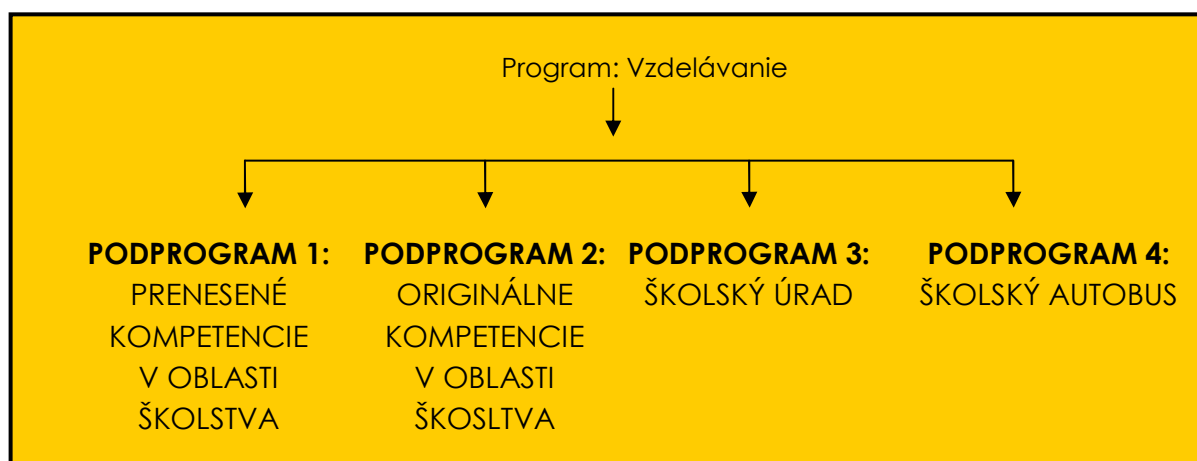 Program: Vzdelávanie
PODPROGRAM 1:
PRENESENÉ
KOMPETENCIE
V OBLASTI
ŠKOLSTVA
PODPROGRAM 2:
ORIGINÁLNE
KOMPETENCIE
V OBLASTI
ŠKOSLTVA
PODPROGRAM 3:
ŠKOLSKÝ ÚRAD
PODPROGRAM 4:
ŠKOLSKÝ AUTOBUS